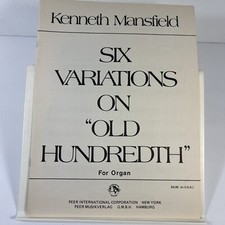 Kenneth Mansfield
SIX
VARIATIONS
ON
"OLD
HUNDREDTH"
For Organ
PEER INTERNATIONAL CORPORATION NEW YORK
PEER MUSIKVERLAG G.M.B.H. HAMBURG